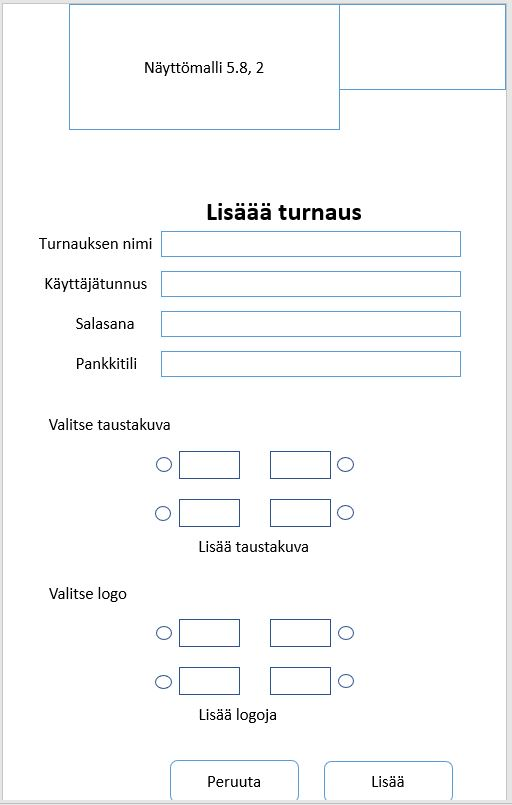 Näyttömalli 5.8, 2
Lisäää turnaus
Turnauksen nimi
Käyttäjätunnus
Salasana
Pankkitili
Valitse taustakuva
Lisää taustakuva
Valitse logo
Lisää logoja
Peruuta
Lisää